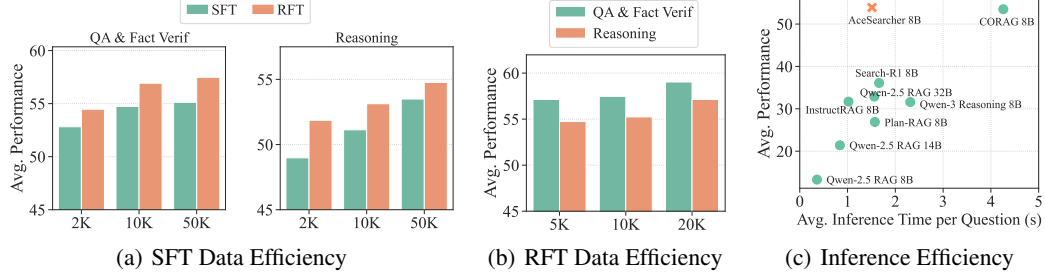 SFT RFT
QA & Fact Verif
Avg. Performance
60
55
50
45
2K 10K 50K
Reasoning
55
50
45
2K 10K 50K
(a) SFT Data Efficiency
QA & Fact Verif
Reasoning
Avg. Performance
60
55
50
45
5K 10K 20K
(b) RFT Data Efficiency
Avg. Performance
50
40
30
20
AceSearcher 8B
CORAG 8B
Search-R1 8B
Qwen-2.5 RAG 32B
InstructRAG 8B
Qwen-3 Reasoning 8B
Plan-RAG 8B
Qwen-2.5 RAG 14B
Qwen-2.5 RAG 8B
0 1 2 3 4 5
Avg. Inference Time per Question (s)
(c) Inference Efficiency